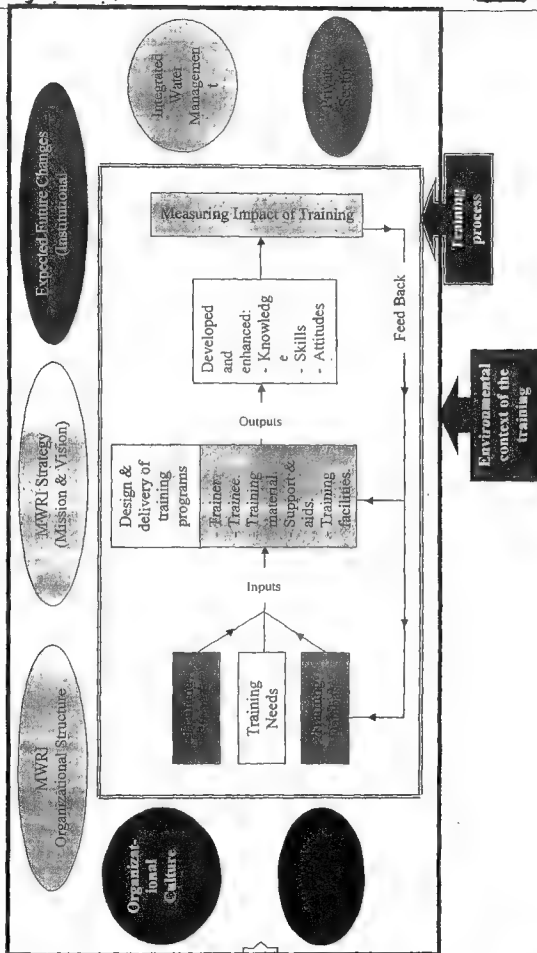 MWRI
Organizational Structure
MWRI Strategy
(Mission & Vision)
Expected Future Changes
(Institutional
Organizat-
ional
Culture
Integrated
Water
Managemen
t
Private
Sector
Training
Needs
Inputs
Design &
delivery of
training
programs
-Trainer.
Trainee.
Training
material.
Support &
aids.
Training
facilities.
Outputs
Developed
and
enhanced:
- Knowledg
e
- Skills
- Attitudes
Measuring Impact of Training
Feed Back
Environmental
context of the
training
Training
process